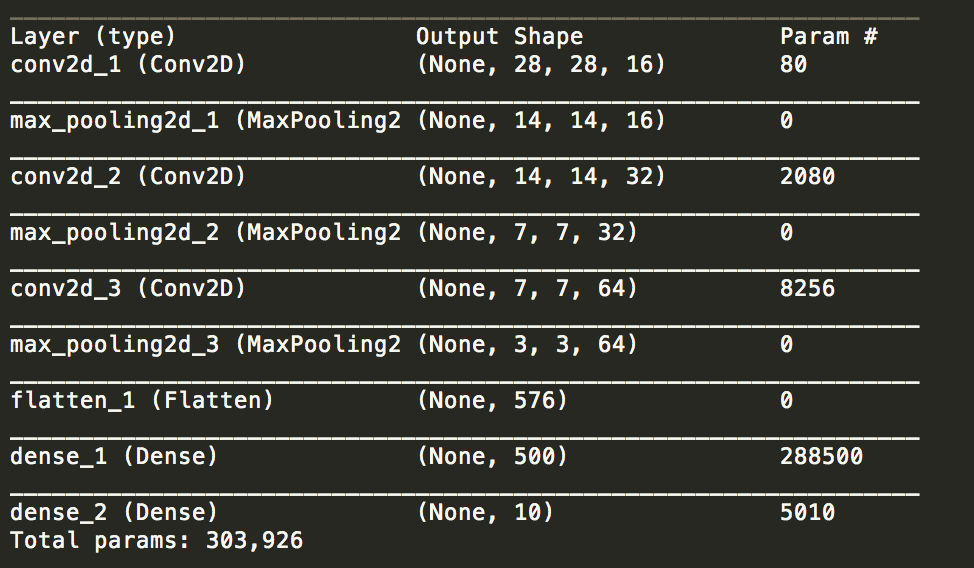 Layer (type) Output Shape Param #
conv2d_1 (Conv2D) (None, 28, 28, 16) 80
max_pooling2d_1 (MaxPooling2 (None, 14, 14, 16) 0
conv2d_2 (Conv2D) (None, 14, 14, 32) 2080
max_pooling2d_2 (MaxPooling2 (None, 7, 7, 32) 0
conv2d_3 (Conv2D) (None, 7, 7, 64) 8256
max_pooling2d_3 (MaxPooling2 (None, 3, 3, 64) 0
flatten_1 (Flatten) (None, 576) 0
dense_1 (Dense) (None, 500) 288500
dense_2 (Dense) (None, 10) 5010
Total params: 303,926